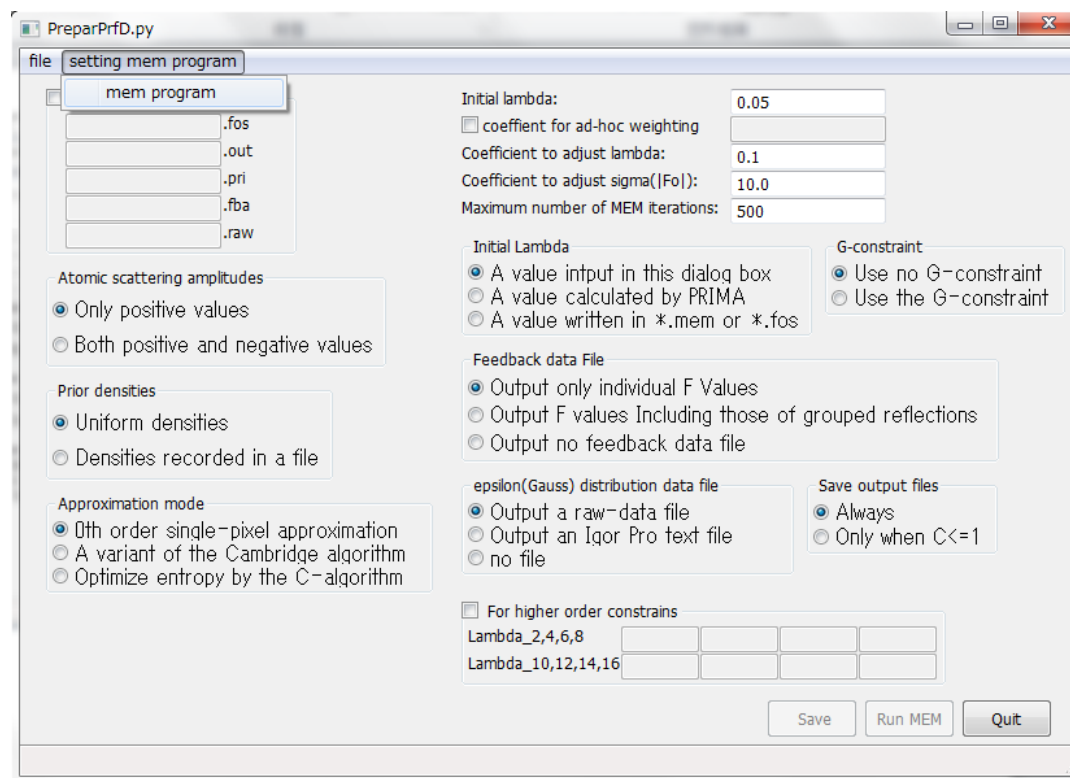 PreparPrfD.py
file setting mem program
mem program
.fos
.out
.pri
.fba
.raw
Atomic scattering amplitudes
Only positive values
Both positive and negative values
Prior densities
Uniform densities
Densities recorded in a file
Approximation mode
0th order single-pixel approximation
A variant of the Cambridge algorithm
Optimize entropy by the C-algorithm
Initial lambda: 0.05
coeffient for ad-hoc weighting
Coefficient to adjust lambda: 0.1
Coefficient to adjust sigma(|Fo|): 10.0
Maximum number of MEM iterations: 500
Initial Lambda
A value intput in this dialog box
A value calculated by PRIMA
A value written in *.mem or *.fos
G-constraint
Use no G-constraint
Use the G-constraint
Feedback data File
Output only individual F Values
Output F values Including those of grouped reflections
Output no feedback data file
epsilon(Gauss) distribution data file
Output a raw-data file
Output an Igor Pro text file
no file
Save output files
Always
Only when C<=1
For higher order constrains
Lambda_2,4,6,8
Lambda_10,12,14,16
Save Run MEM Quit